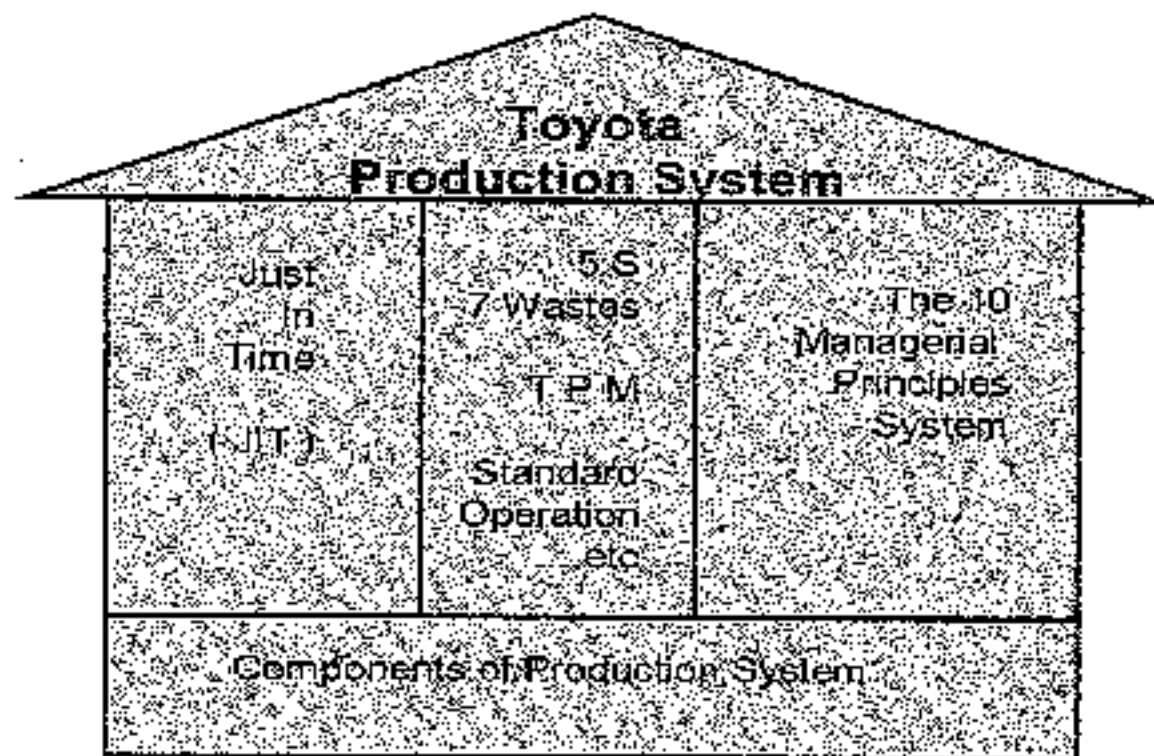 Toyota
Production System
Just
In
Time
( JIT )
5 S
7 Wastes
T P M
Standard
Operation
etc
The 10
Managerial
Principles
System
Components of Production System